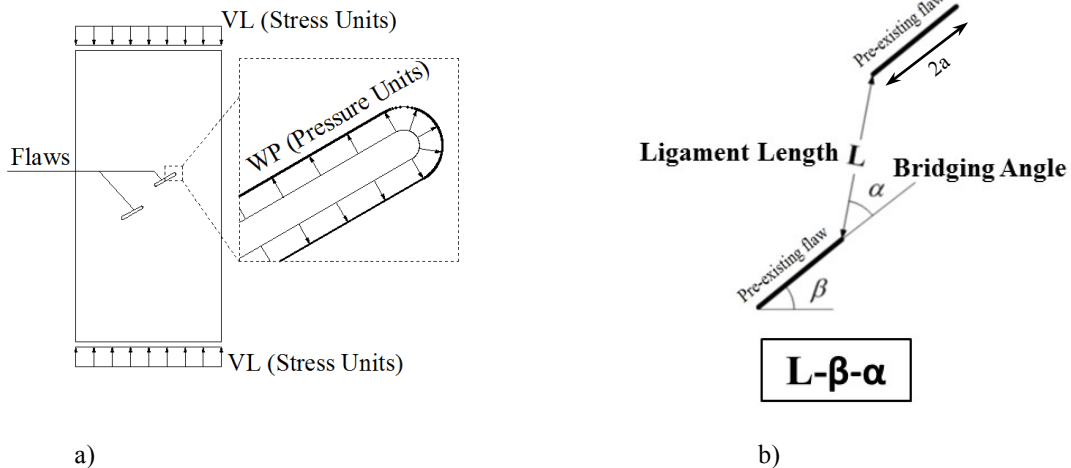 VL (Stress Units)
Flaws
WP (Pressure Units)
VL (Stress Units)
a)
Pre-existing flaw
2a
Ligament Length L
Bridging Angle
α
Pre-existing flaw
β
L-β-α
b)